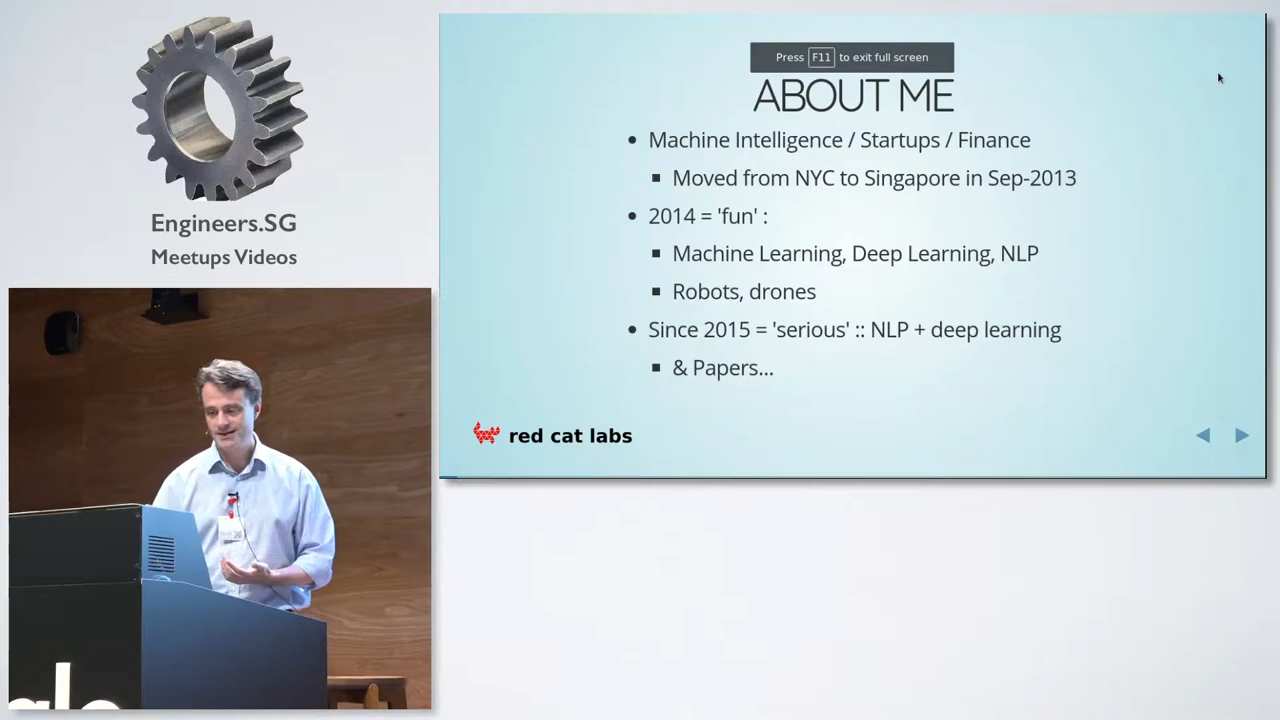 Engineers.SG
Meetups Videos
Press F11 to exit full screen
ABOUT ME
• Machine Intelligence / Startups / Finance
▪ Moved from NYC to Singapore in Sep-2013
• 2014 = 'fun' :
▪ Machine Learning, Deep Learning, NLP
▪ Robots, drones
• Since 2015 = 'serious' :: NLP + deep learning
▪ & Papers...
red cat labs